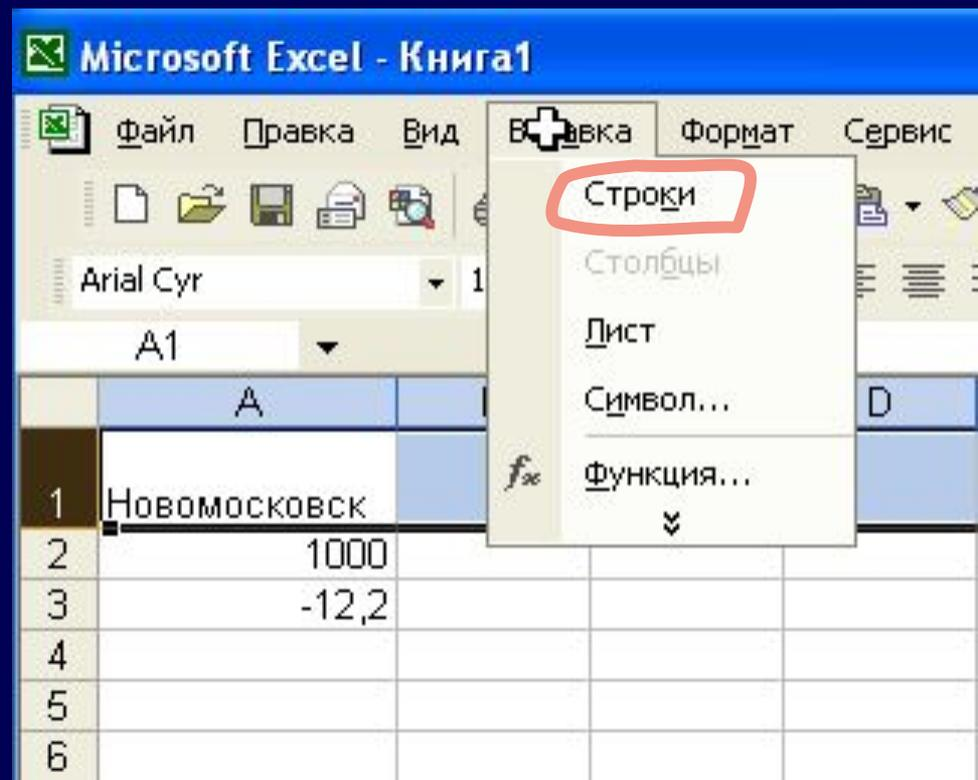 Microsoft Excel - Книга1
Файл Правка Вид Вставка Формат Сервис
Строки
Столбцы
Лист
Символ...
Функция...
Arial Cyr 1
A1
A D
1 Новомосковск
2 1000
3 -12,2
4
5
6